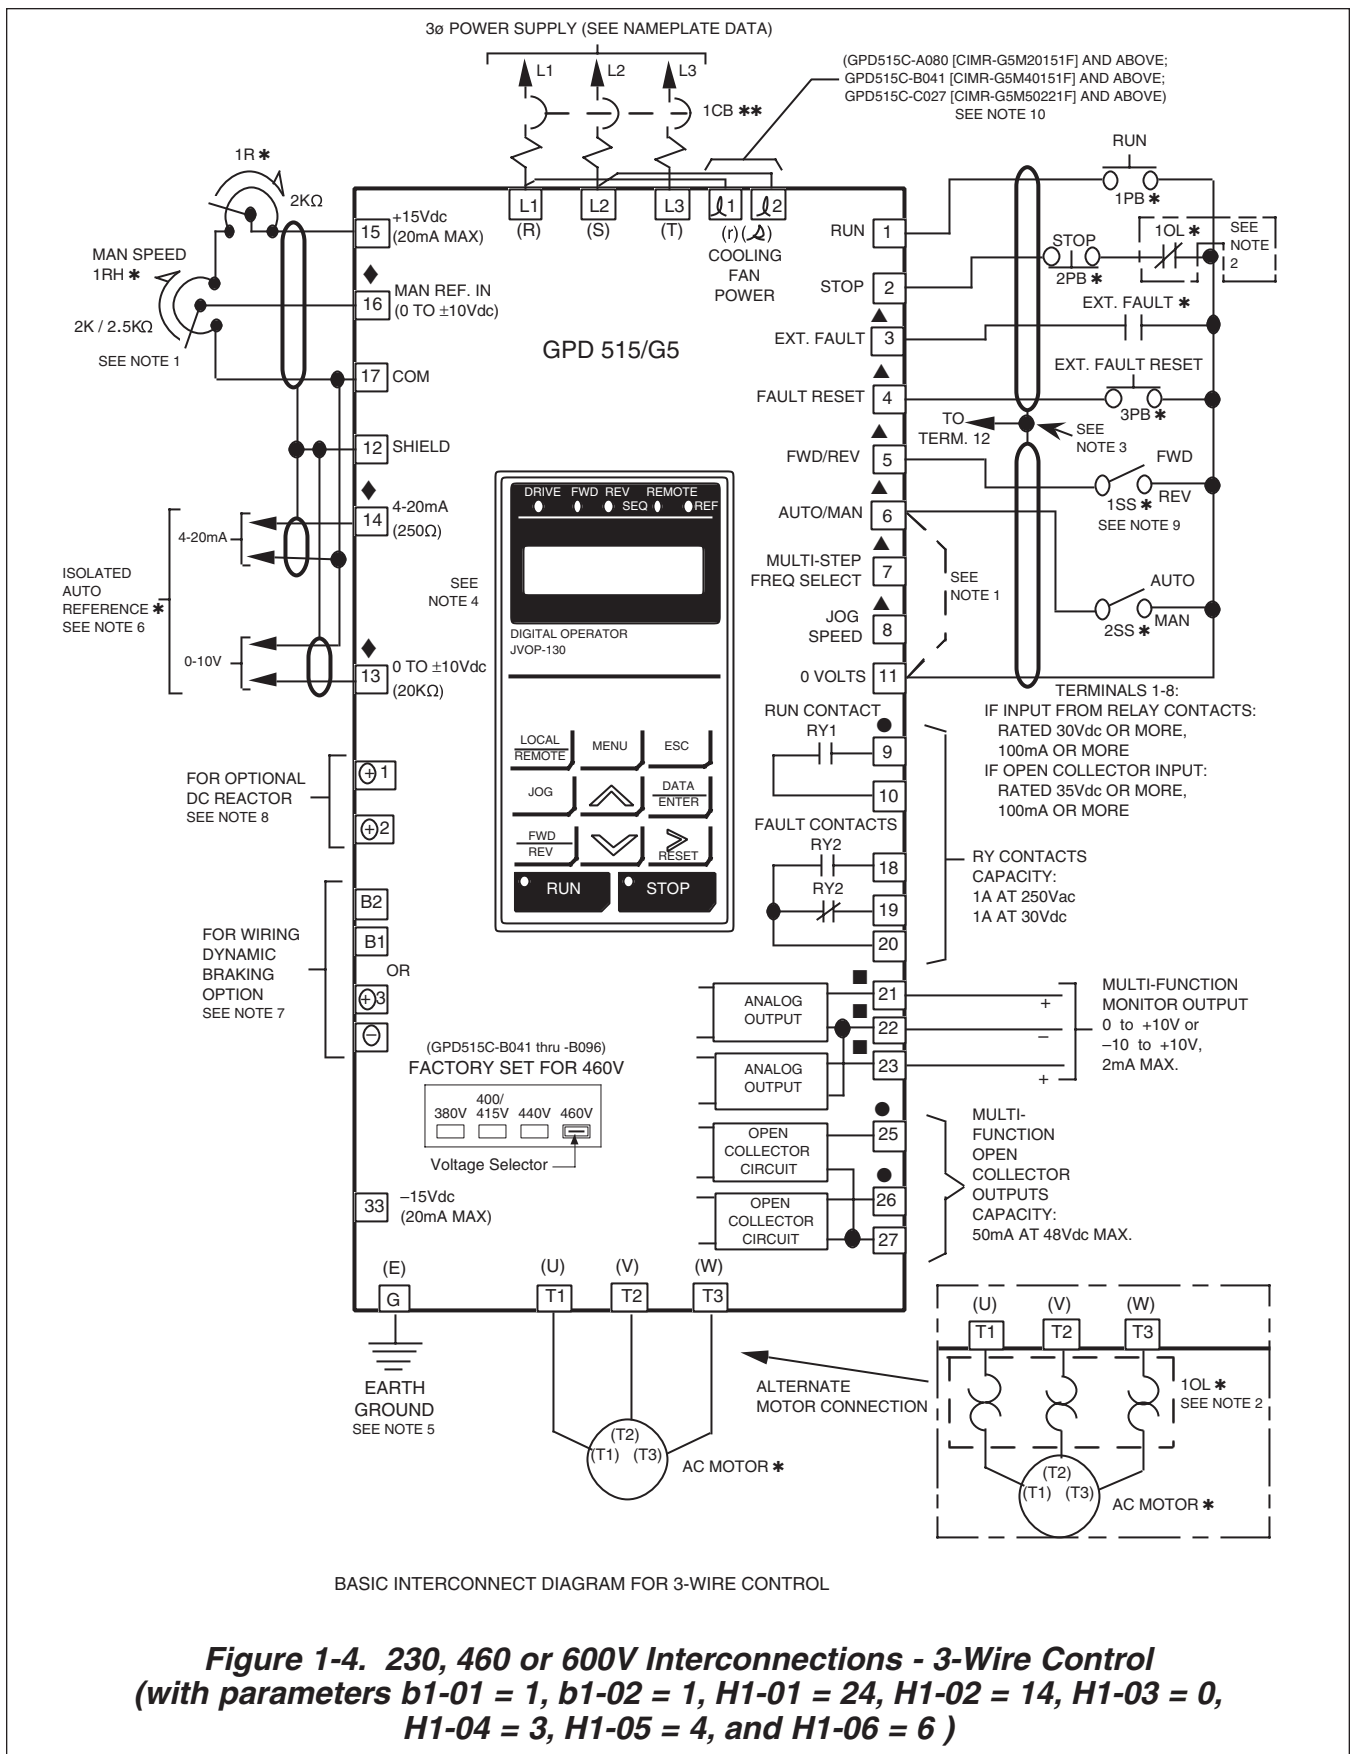 3ø POWER SUPPLY (SEE NAMEPLATE DATA)
L1
L2
L3
1CB ✱✱
(GPD515C-A080 [CIMR-G5M20151F] AND ABOVE;
GPD515C-B041 [CIMR-G5M40151F] AND ABOVE;
GPD515C-C027 [CIMR-G5M50221F] AND ABOVE)
SEE NOTE 10
1R ✱
2KΩ
MAN SPEED
1RH ✱
2K / 2.5KΩ
SEE NOTE 1
L1
L2
L3
ℓ1
ℓ2
(R)
(S)
(T)
(r)
(s)
COOLING
FAN
POWER
15
+15Vdc
(20mA MAX)
16
MAN REF. IN
(0 TO ±10Vdc)
17
COM
12
SHIELD
14
4-20mA
(250Ω)
13
0 TO ±10Vdc
(20KΩ)
ISOLATED
AUTO
REFERENCE ✱
SEE NOTE 6
4-20mA
0-10V
GPD 515/G5
RUN
1
STOP
2
EXT. FAULT
3
FAULT RESET
4
FWD/REV
5
AUTO/MAN
6
MULTI-STEP
FREQ SELECT
7
JOG
SPEED
8
0 VOLTS
11
RUN
1PB ✱
STOP
2PB ✱
1OL ✱
SEE
NOTE
2
EXT. FAULT ✱
EXT. FAULT RESET
3PB ✱
TO
TERM. 12
SEE
NOTE 3
FWD
REV
1SS ✱
SEE NOTE 9
SEE
NOTE 1
AUTO
MAN
2SS ✱
SEE
NOTE 4
DRIVE FWD REV REMOTE
SEQ REF
DIGITAL OPERATOR
JVOP-130
LOCAL
REMOTE
MENU
ESC
JOG
DATA
ENTER
FWD
REV
RESET
RUN
STOP
TERMINALS 1-8:
IF INPUT FROM RELAY CONTACTS:
RATED 30Vdc OR MORE,
100mA OR MORE
IF OPEN COLLECTOR INPUT:
RATED 35Vdc OR MORE,
100mA OR MORE
RUN CONTACT
RY1
9
10
FAULT CONTACTS
RY2
18
RY2
19
20
RY CONTACTS
CAPACITY:
1A AT 250Vac
1A AT 30Vdc
FOR OPTIONAL
DC REACTOR
SEE NOTE 8
⊕1
⊕2
FOR WIRING
DYNAMIC
BRAKING
OPTION
SEE NOTE 7
B2
B1
OR
⊕3
⊖
ANALOG
OUTPUT
21
22
ANALOG
OUTPUT
23
+
–
+
MULTI-FUNCTION
MONITOR OUTPUT
0 to +10V or
–10 to +10V,
2mA MAX.
(GPD515C-B041 thru -B096)
FACTORY SET FOR 460V
380V
400/
415V
440V
460V
Voltage Selector
OPEN
COLLECTOR
CIRCUIT
25
OPEN
COLLECTOR
CIRCUIT
26
27
MULTI-
FUNCTION
OPEN
COLLECTOR
OUTPUTS
CAPACITY:
50mA AT 48Vdc MAX.
33
–15Vdc
(20mA MAX)
(E)
G
EARTH
GROUND
SEE NOTE 5
(U)
(V)
(W)
T1
T2
T3
(T2)
(T1) (T3)
AC MOTOR ✱
ALTERNATE
MOTOR CONNECTION
(U)
(V)
(W)
T1
T2
T3
1OL ✱
SEE NOTE 2
(T2)
(T1) (T3)
AC MOTOR ✱
BASIC INTERCONNECT DIAGRAM FOR 3-WIRE CONTROL
Figure 1-4. 230, 460 or 600V Interconnections - 3-Wire Control
(with parameters b1-01 = 1, b1-02 = 1, H1-01 = 24, H1-02 = 14, H1-03 = 0,
H1-04 = 3, H1-05 = 4, and H1-06 = 6 )